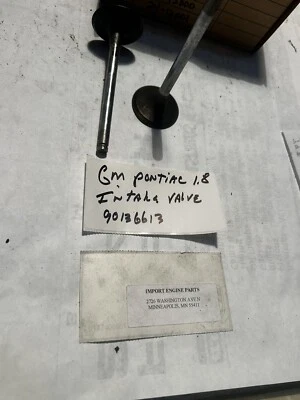 GM PONTIAC 1.8
INTAKE VALVE
90136613
IMPORT ENGINE PARTS
2726 WASHINGTON AVE N
MINNEAPOLIS, MN 55411